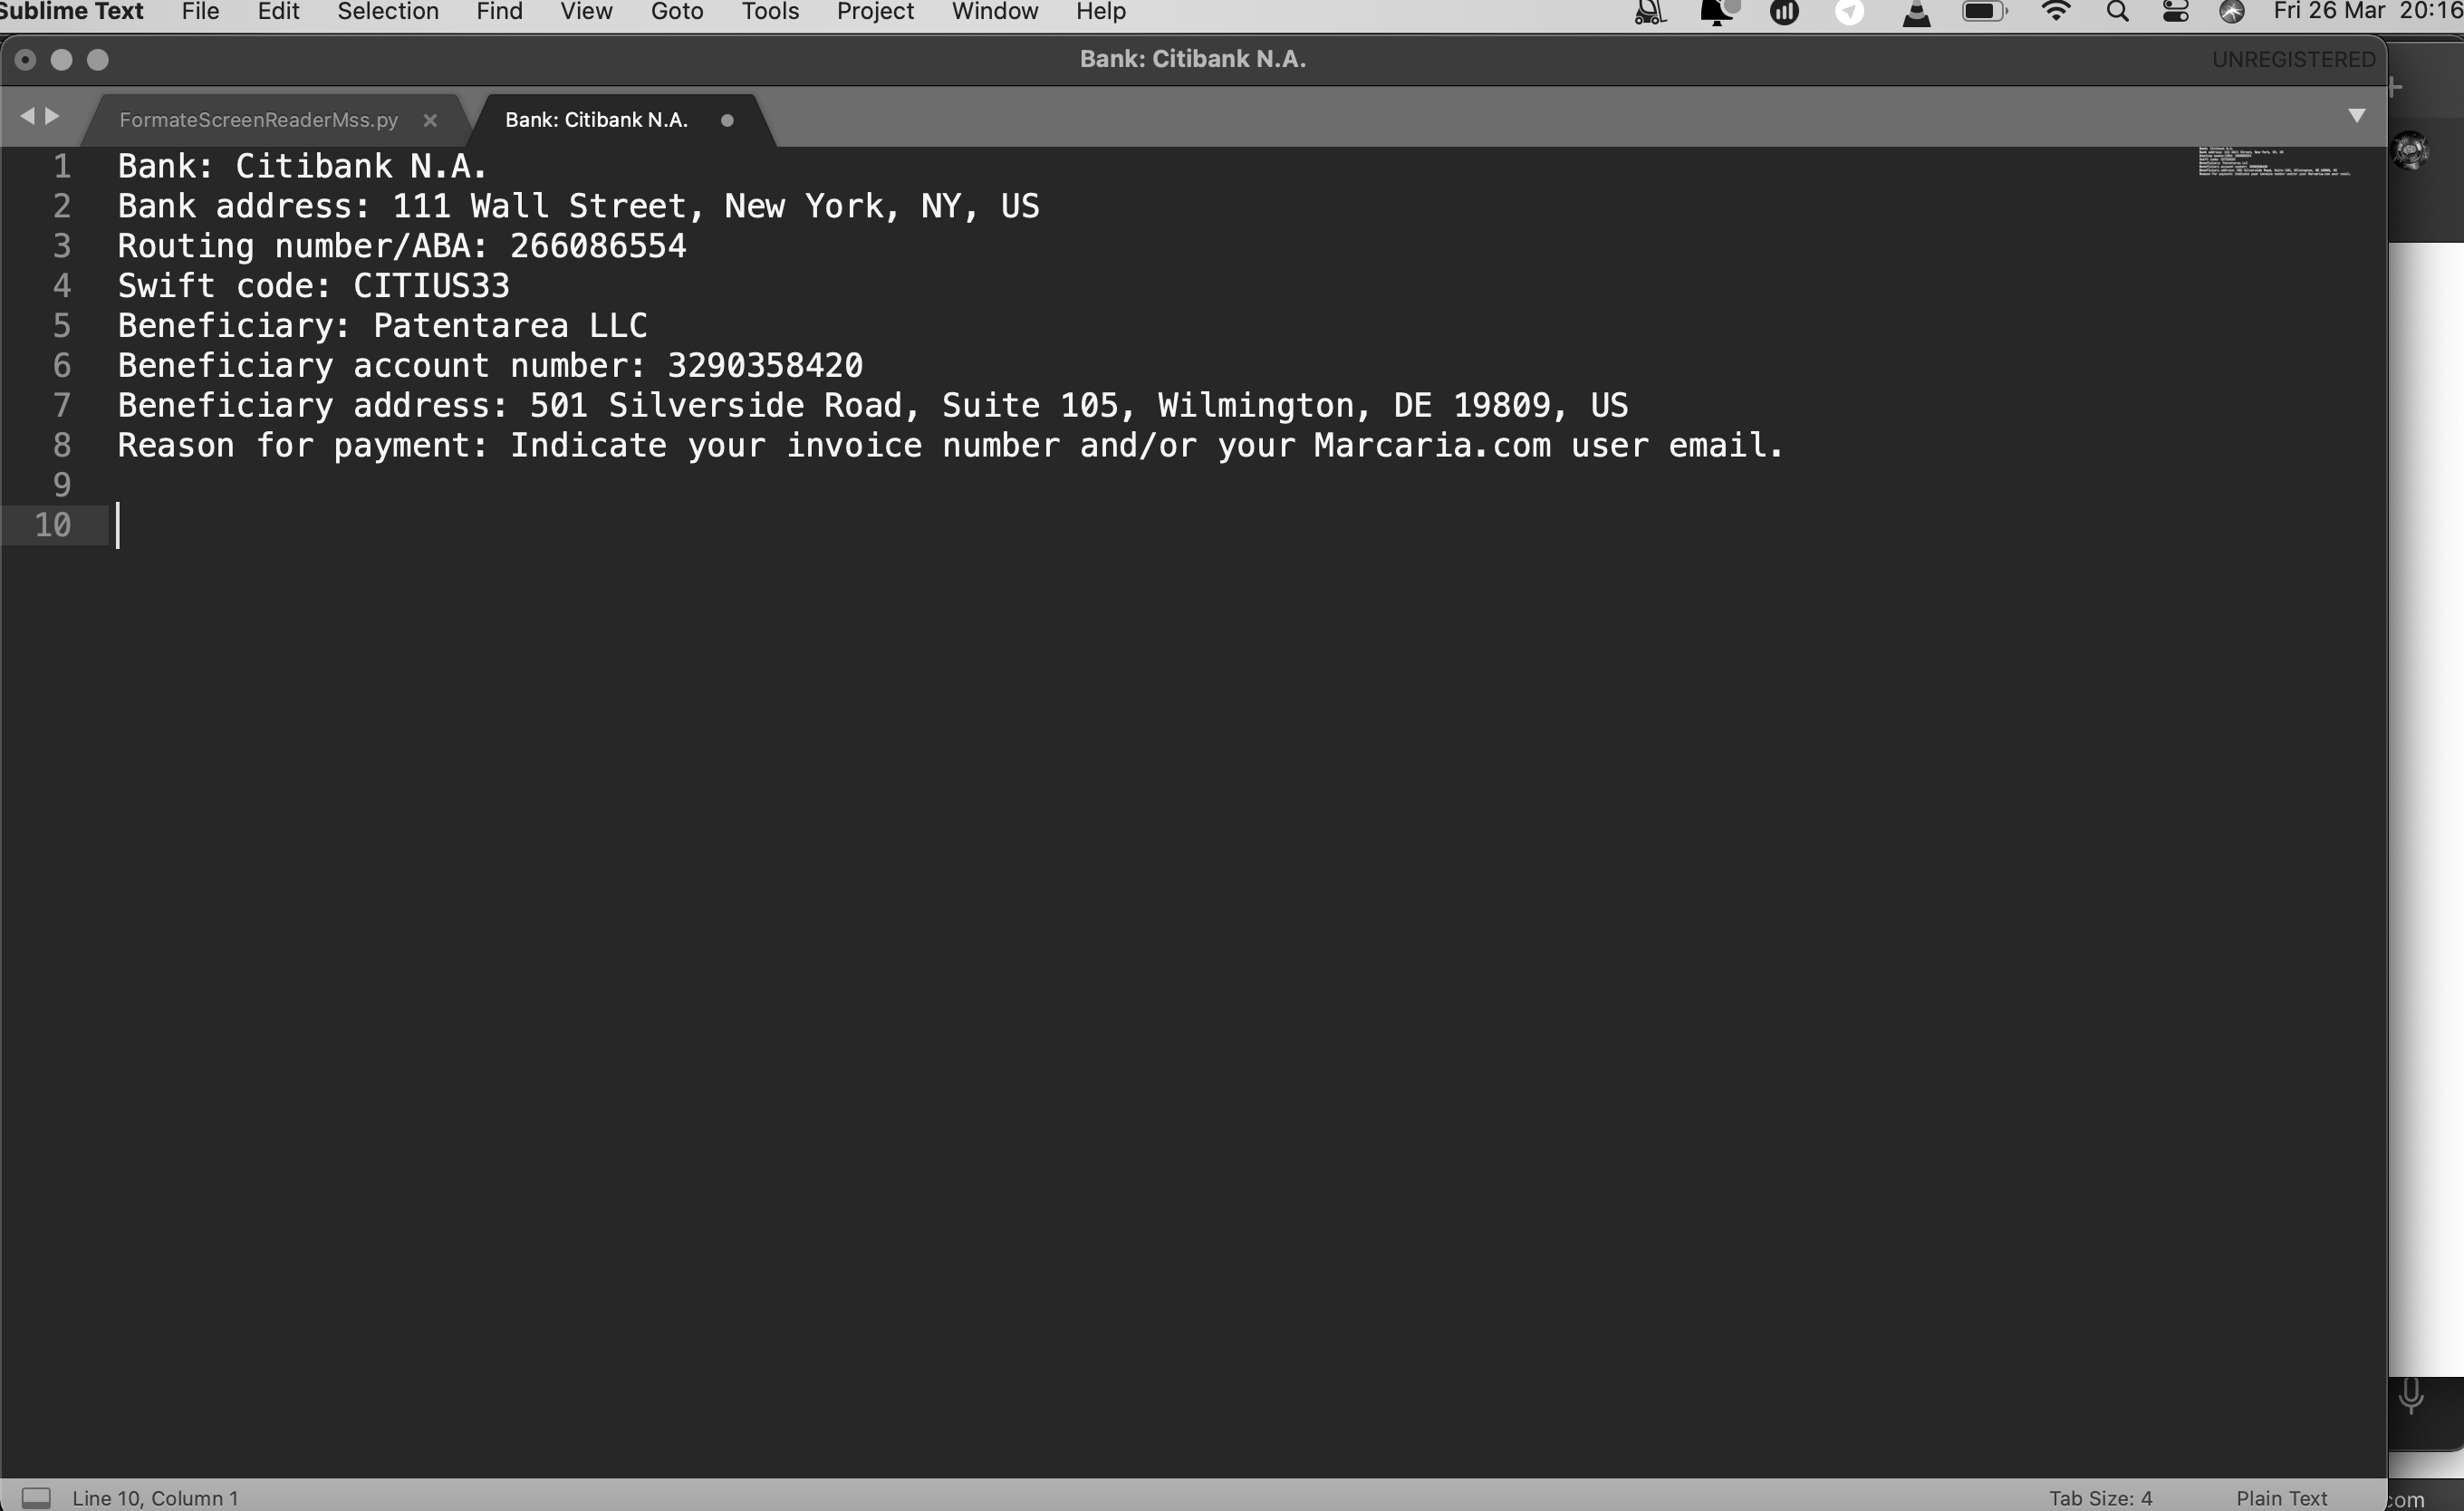 Sublime Text File Edit Selection Find View Goto Tools Project Window Help Fri 26 Mar 20:16
Bank: Citibank N.A. UNREGISTERED
FormateScreenReaderMss.py Bank: Citibank N.A.
1 Bank: Citibank N.A.
2 Bank address: 111 Wall Street, New York, NY, US
3 Routing number/ABA: 266086554
4 Swift code: CITIUS33
5 Beneficiary: Patentarea LLC
6 Beneficiary account number: 3290358420
7 Beneficiary address: 501 Silverside Road, Suite 105, Wilmington, DE 19809, US
8 Reason for payment: Indicate your invoice number and/or your Marcaria.com user email.
9
10
Line 10, Column 1 Tab Size: 4 Plain Text com